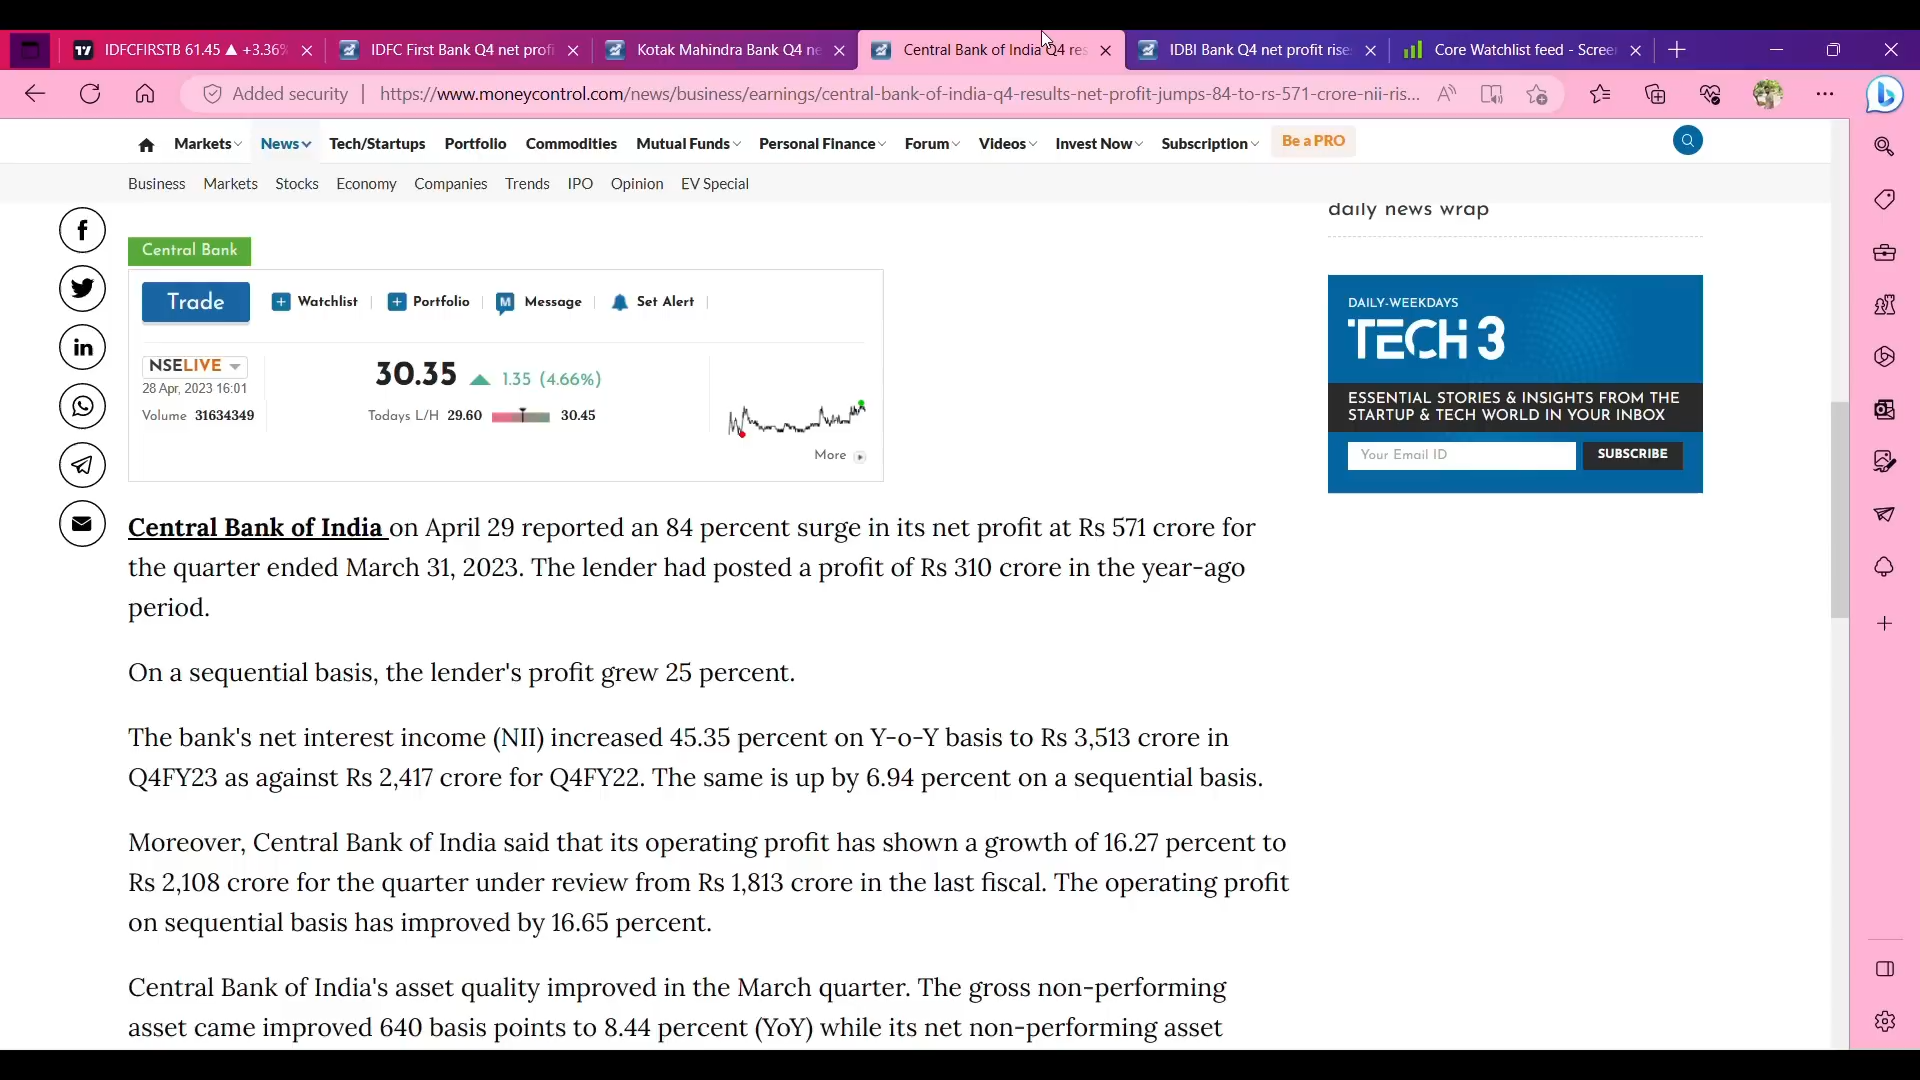 IDFCFIRSTB 61.45 ▲ +3.36%
IDFC First Bank Q4 net profi
Kotak Mahindra Bank Q4 ne
Central Bank of India Q4 res
IDBI Bank Q4 net profit rise
Core Watchlist feed - Screer
Added security
https://www.moneycontrol.com/news/business/earnings/central-bank-of-india-q4-results-net-profit-jumps-84-to-rs-571-crore-nii-ris...
Markets News Tech/Startups Portfolio Commodities Mutual Funds Personal Finance Forum Videos Invest Now Subscription Be a PRO
Business Markets Stocks Economy Companies Trends IPO Opinion EV Special
daily news wrap
Central Bank
Trade + Watchlist + Portfolio M Message Set Alert
NSELIVE
28 Apr, 2023 16:01
Volume 31634349
30.35 1.35 (4.66%)
Todays L/H 29.60 30.45
More
DAILY-WEEKDAYS
TECH 3
ESSENTIAL STORIES & INSIGHTS FROM THE
STARTUP & TECH WORLD IN YOUR INBOX
Your Email ID SUBSCRIBE
Central Bank of India on April 29 reported an 84 percent surge in its net profit at Rs 571 crore for
the quarter ended March 31, 2023. The lender had posted a profit of Rs 310 crore in the year-ago
period.
On a sequential basis, the lender's profit grew 25 percent.
The bank's net interest income (NII) increased 45.35 percent on Y-o-Y basis to Rs 3,513 crore in
Q4FY23 as against Rs 2,417 crore for Q4FY22. The same is up by 6.94 percent on a sequential basis.
Moreover, Central Bank of India said that its operating profit has shown a growth of 16.27 percent to
Rs 2,108 crore for the quarter under review from Rs 1,813 crore in the last fiscal. The operating profit
on sequential basis has improved by 16.65 percent.
Central Bank of India's asset quality improved in the March quarter. The gross non-performing
asset came improved 640 basis points to 8.44 percent (YoY) while its net non-performing asset